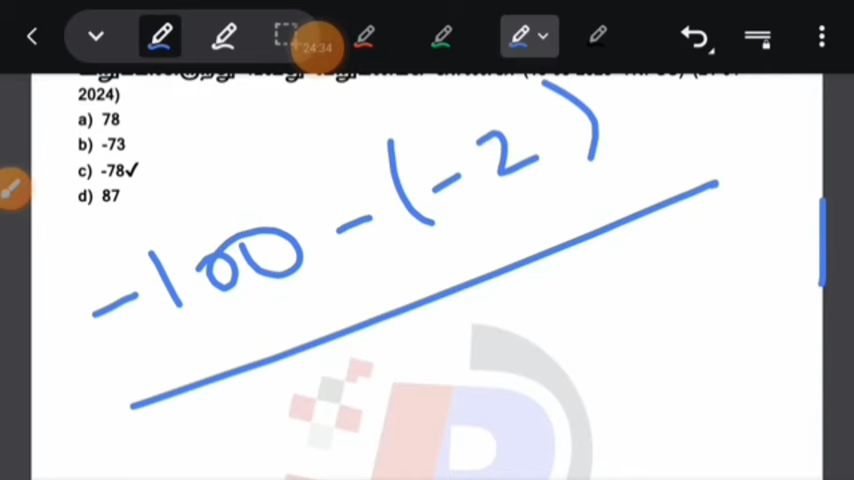 24:34
2024)
a) 78
b) -73
c) -78✓
d) 87
-100 - (-2)